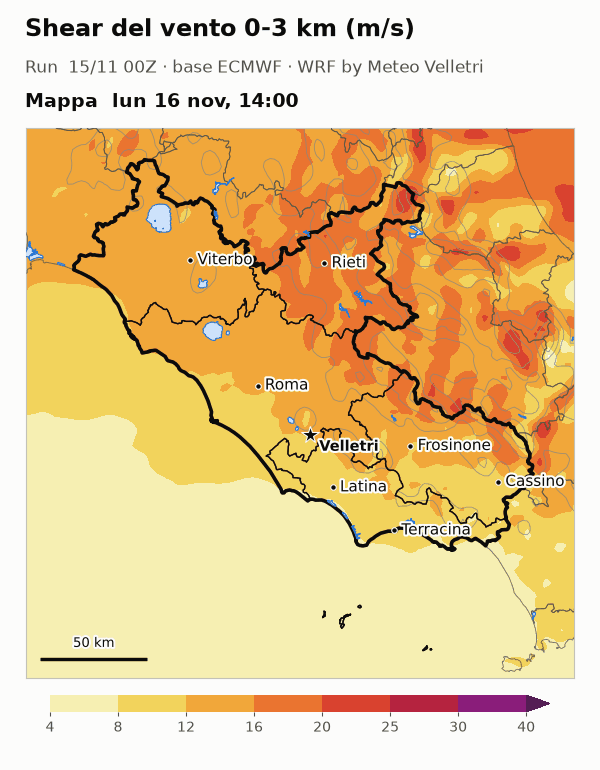 Shear del vento 0-3 km (m/s)
Run  15/11 00Z · base ECMWF · WRF by Meteo Velletri
Mappa  lun 16 nov, 14:00
Viterbo
Rieti
Roma
Velletri
Frosinone
Latina
Cassino
Terracina
50 km
4 8 12 16 20 25 30 40